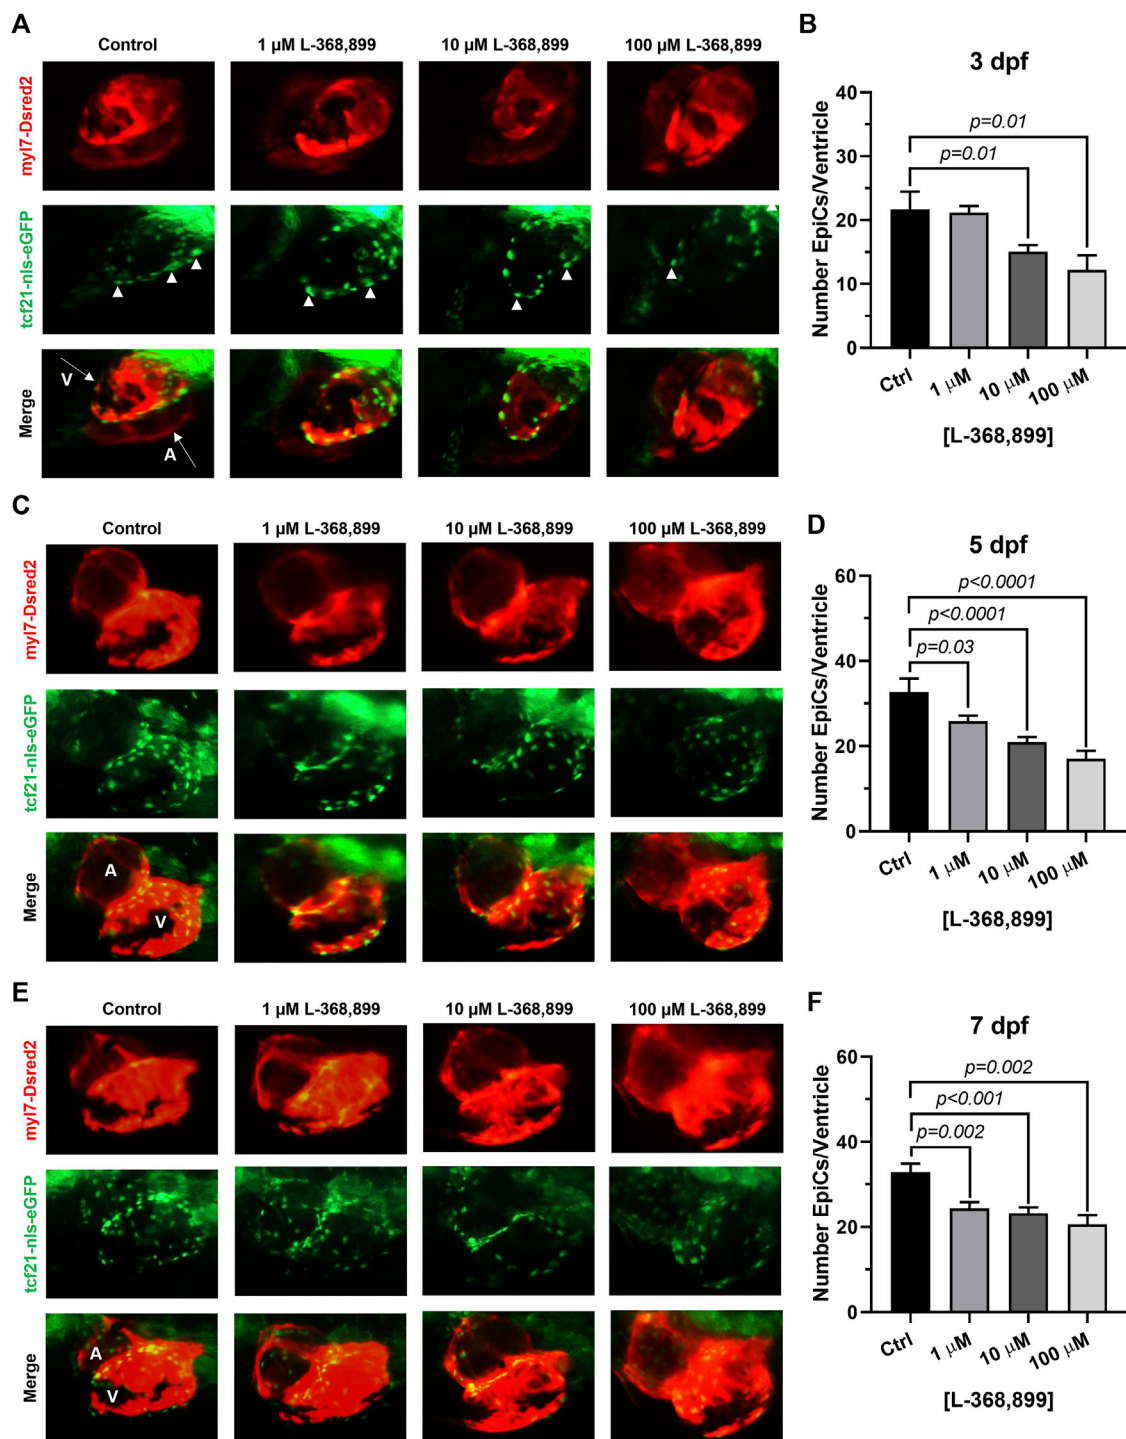 A
Control
1 µM L-368,899
10 µM L-368,899
100 µM L-368,899
myl7-Dsred2
tcf21-nls-eGFP
Merge
V
A
B
3 dpf
Number EpiCs/Ventricle
40
30
20
10
0
p=0.01
p=0.01
Ctrl
1 µM
10 µM
100 µM
[L-368,899]
C
Control
1 µM L-368,899
10 µM L-368,899
100 µM L-368,899
myl7-Dsred2
tcf21-nls-eGFP
Merge
A
V
D
5 dpf
Number EpiCs/Ventricle
60
40
20
0
p<0.0001
p<0.0001
p=0.03
Ctrl
1 µM
10 µM
100 µM
[L-368,899]
E
Control
1 µM L-368,899
10 µM L-368,899
100 µM L-368,899
myl7-Dsred2
tcf21-nls-eGFP
Merge
A
V
F
7 dpf
Number EpiCs/Ventricle
60
40
20
0
p=0.002
p<0.001
p=0.002
Ctrl
1 µM
10 µM
100 µM
[L-368,899]